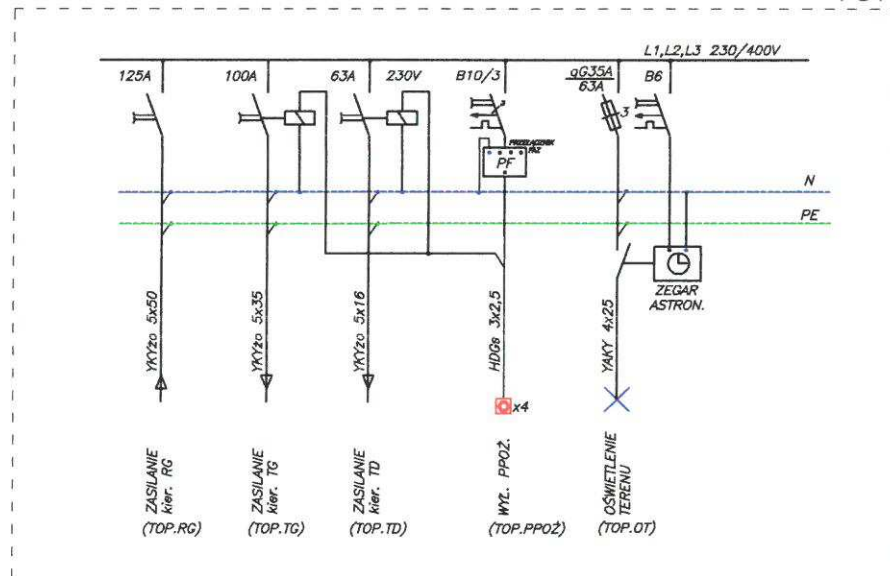 L1,L2,L3 230/400V
125A
100A
63A
230V
B10/3
gG35A
63A
B6
3
PRZEŁĄCZNIK
FAZ
PF
N
PE
ZEGAR
ASTRON.
YKYżo 5x50
YKYżo 5x35
YKYżo 5x16
HDGs 3x2,5
YAKY 4x25
x4
ZASILANIE
kier. RG
(TOP.RG)
ZASILANIE
kier. TG
(TOP.TG)
ZASILANIE
kier. TD
(TOP.TD)
WYŁ. PPOŻ.
(TOP.PPOŻ)
OŚWIETLENIE
TERENU
(TOP.OT)